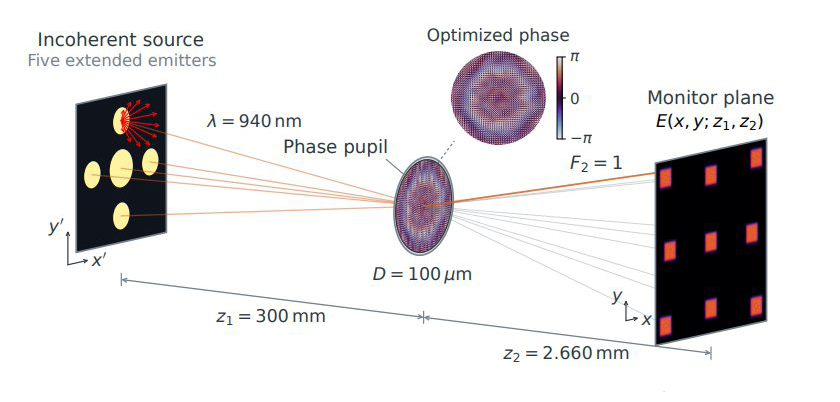 Incoherent source
Five extended emitters
λ = 940 nm
Phase pupil
Optimized phase
π
0
−π
F₂ = 1
Monitor plane
E(x, y; z₁, z₂)
y′
x′
D = 100 μm
z₁ = 300 mm
y
x
z₂ = 2.660 mm